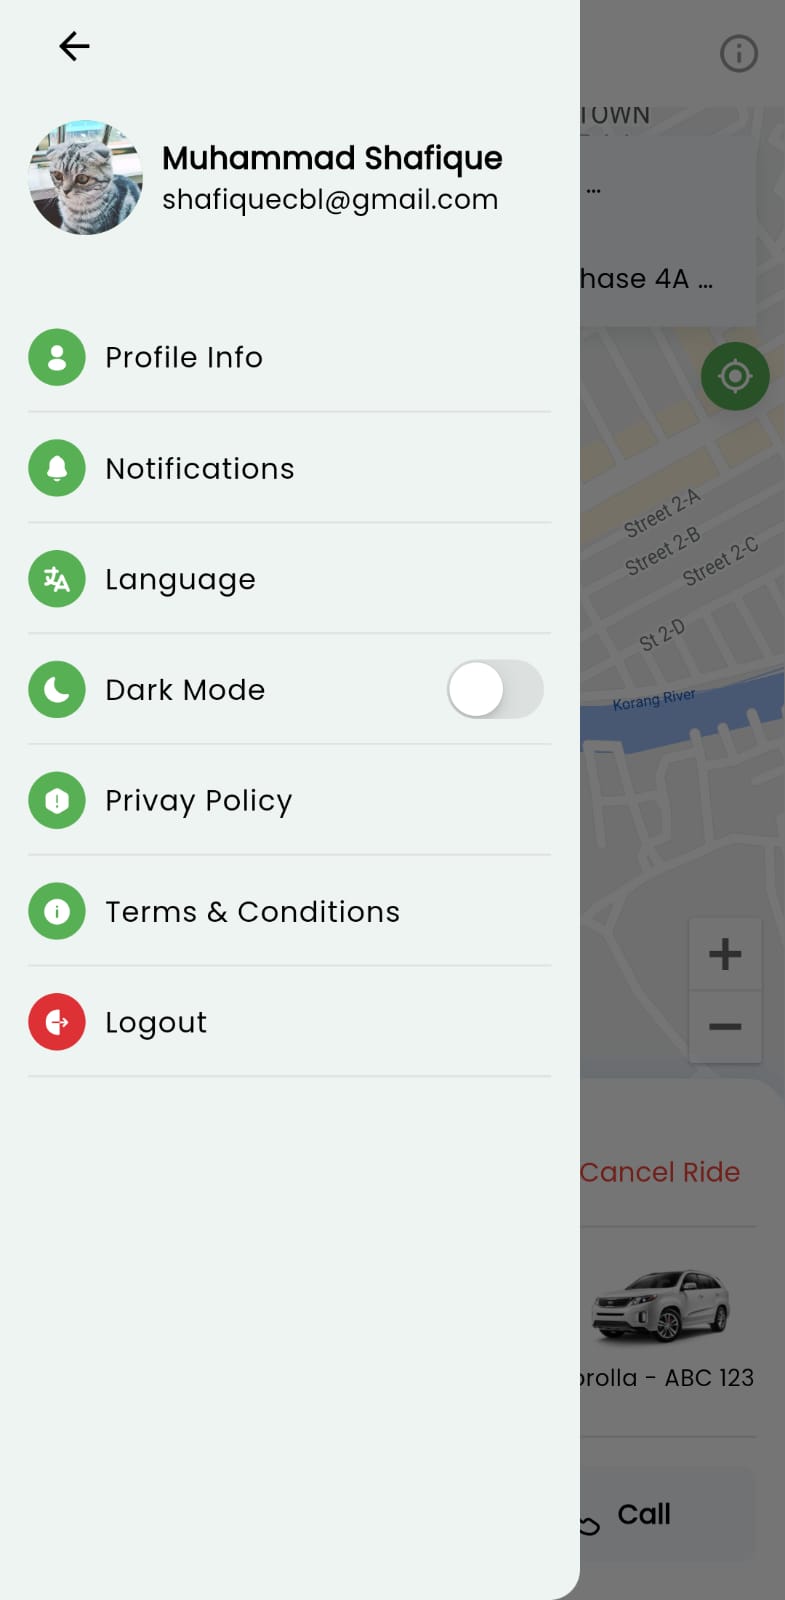 Muhammad Shafique
shafiquecbl@gmail.com
Profile Info
Notifications
Language
Dark Mode
Privay Policy
Terms & Conditions
Logout
TOWN
...
hase 4A ...
Street 2-A
Street 2-B
Street 2-C
St 2-D
Korang River
Cancel Ride
orolla - ABC 123
Call